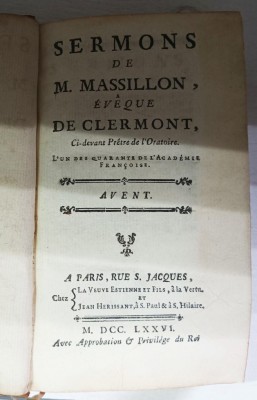 SERMONS
DE
M. MASSILLON,
ÉVÊQUE
DE CLERMONT,
Ci-devant Prêtre de l'Oratoire.
L'UN DES QUARANTE DE L'ACADÉMIE
FRANÇOISE.
AVENT.
A PARIS, RUE S. JACQUES,
Chez { LA VEUVE ESTIENNE ET FILS, à la Vertu.
ET
JEAN HERISSANT, à S. Paul & à S. Hilaire.
M. DCC. LXXVI.
Avec Approbation & Privilége du Roi